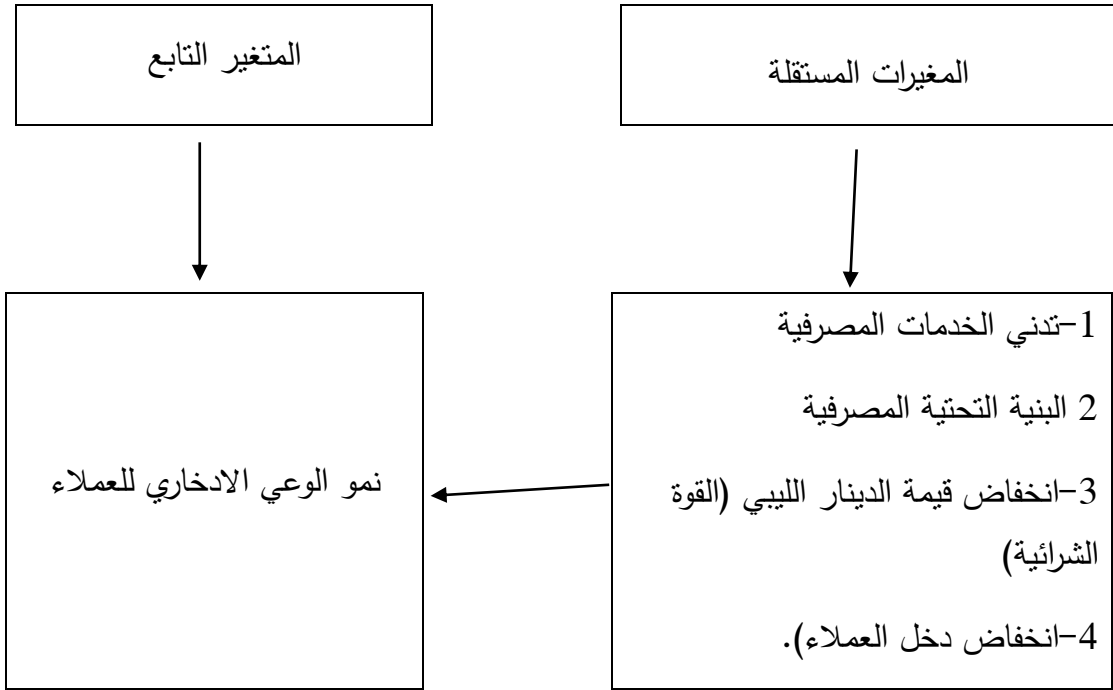 المغيرات المستقلة
المتغير التابع
1-تدني الخدمات المصرفية
2 البنية التحتية المصرفية
3-انخفاض قيمة الدينار الليبي (القوة
الشرائية)
4-انخفاض دخل العملاء).
نمو الوعي الادخاري للعملاء